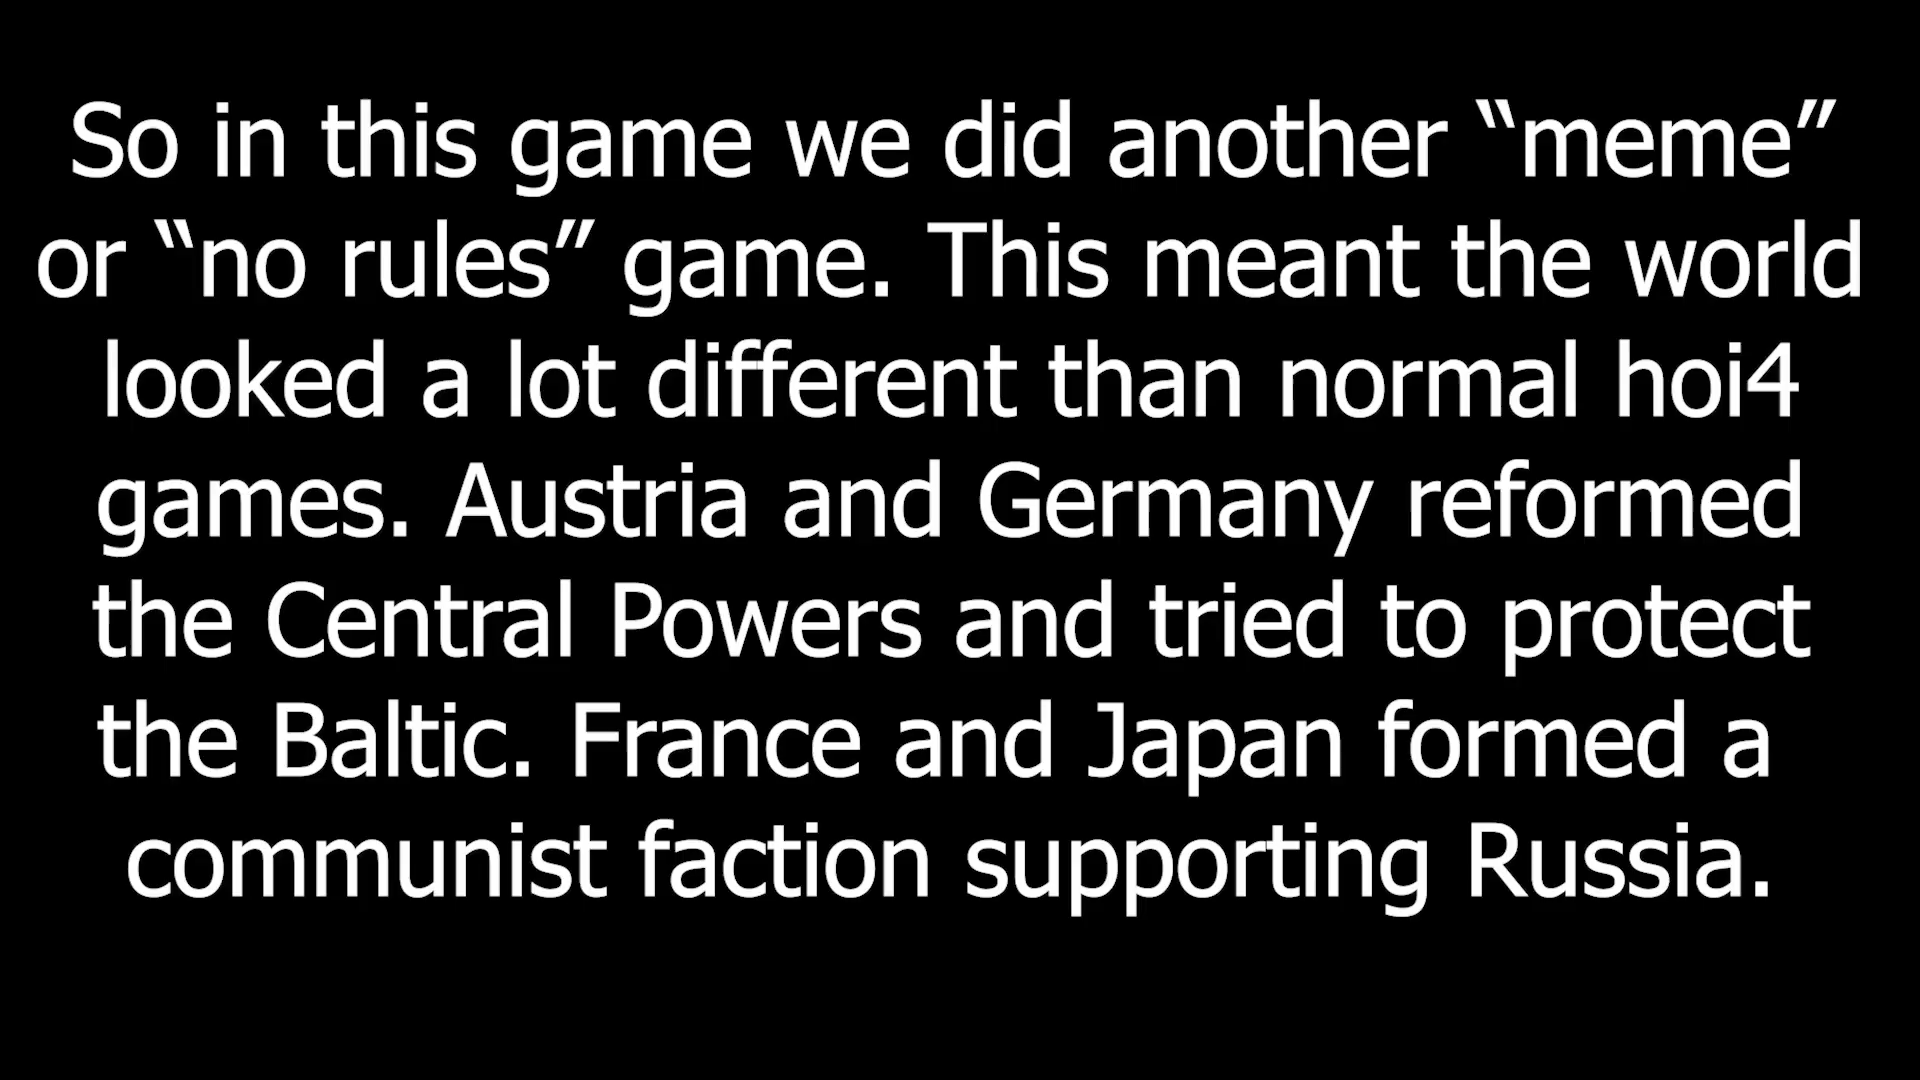 So in this game we did another “meme”
or “no rules” game. This meant the world
looked a lot different than normal hoi4
games. Austria and Germany reformed
the Central Powers and tried to protect
the Baltic. France and Japan formed a
communist faction supporting Russia.